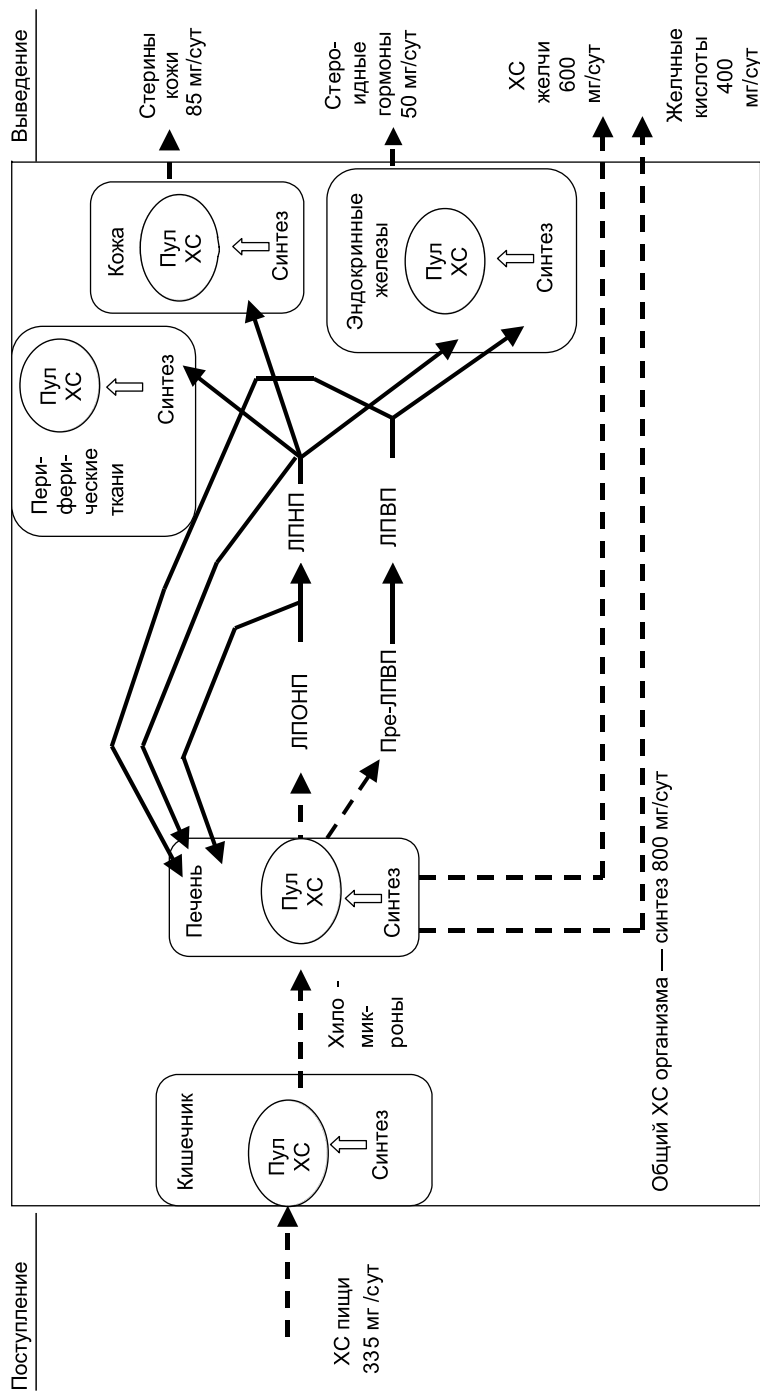 Поступление
ХС пищи
335 мг /сут
Кишечник
Пул
ХС
Синтез
Хило -
мик-
роны
Печень
Пул
ХС
Синтез
ЛПОНП
ЛПНП
Пре-ЛПВП
ЛПВП
Пери-
фери-
ческие
ткани
Пул
ХС
Синтез
Кожа
Пул
ХС
Синтез
Эндокринные
железы
Пул
ХС
Синтез
Общий ХС организма — синтез 800 мг/сут
Выведение
Стерины
кожи
85 мг/сут
Стеро-
идные
гормоны
50 мг/сут
ХС
желчи
600
мг/сут
Желчные
кислоты
400
мг/сут